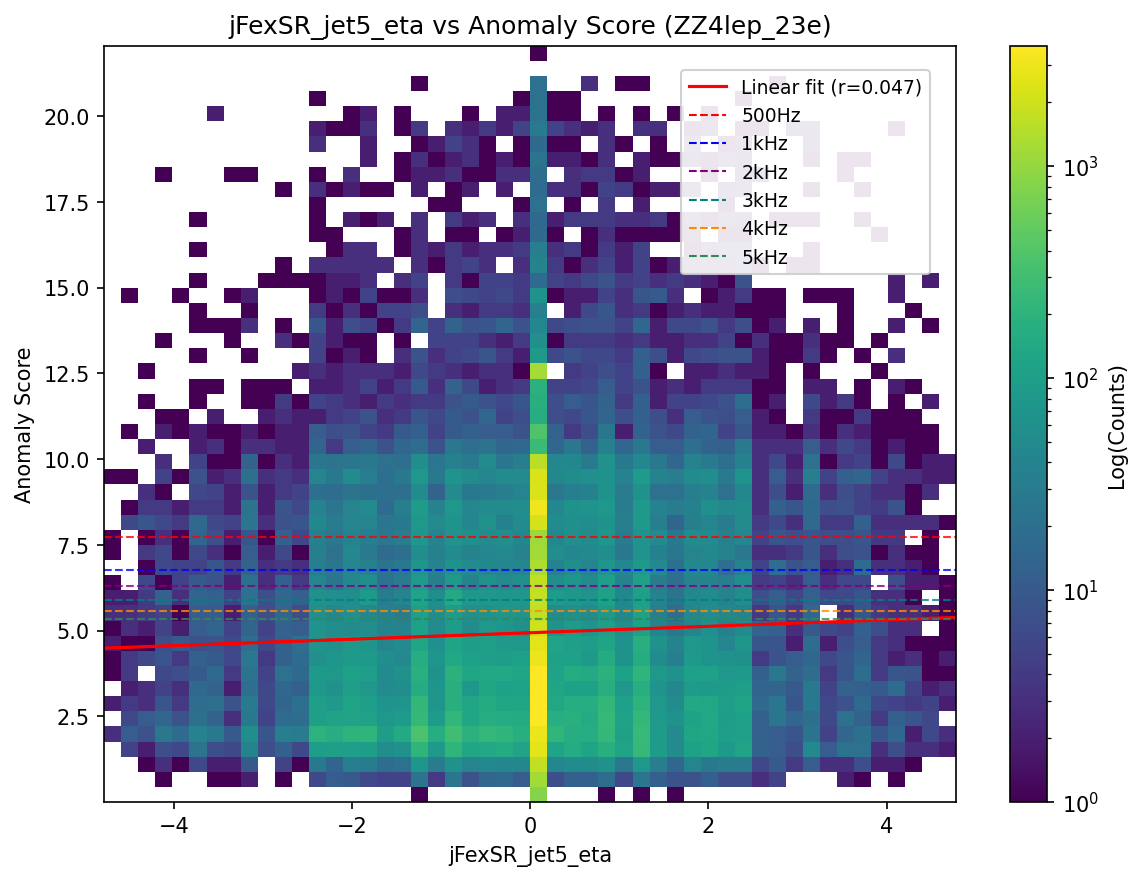 jFexSR_jet5_eta vs Anomaly Score (ZZ4lep_23e)
Linear fit (r=0.047)
500Hz
1kHz
2kHz
3kHz
4kHz
5kHz
20.0
17.5
15.0
12.5
10.0
7.5
5.0
2.5
Anomaly Score
−4
−2
0
2
4
jFexSR_jet5_eta
10³
10²
10¹
10⁰
Log(Counts)